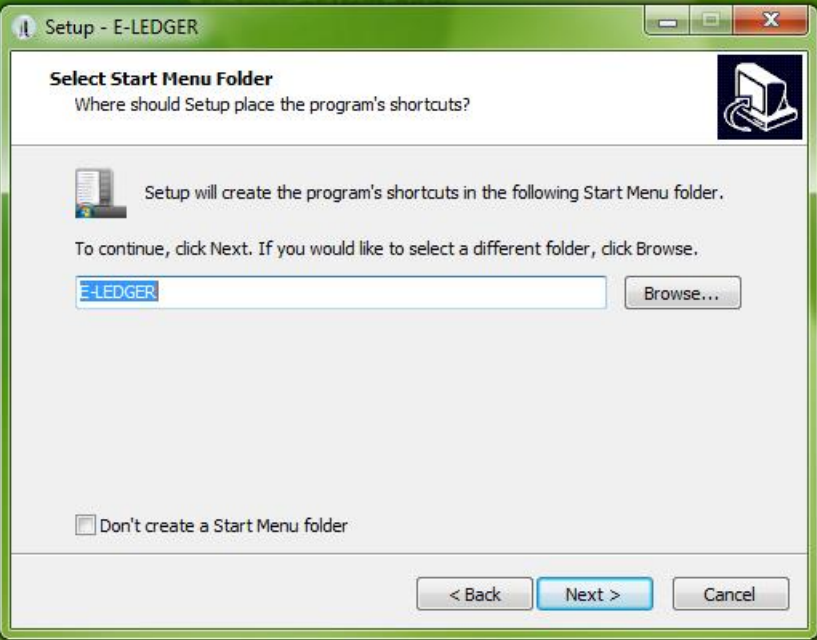 Setup - E-LEDGER
Select Start Menu Folder
Where should Setup place the program's shortcuts?
Setup will create the program's shortcuts in the following Start Menu folder.
To continue, click Next. If you would like to select a different folder, click Browse.
E-LEDGER
Browse...
Don't create a Start Menu folder
< Back
Next >
Cancel